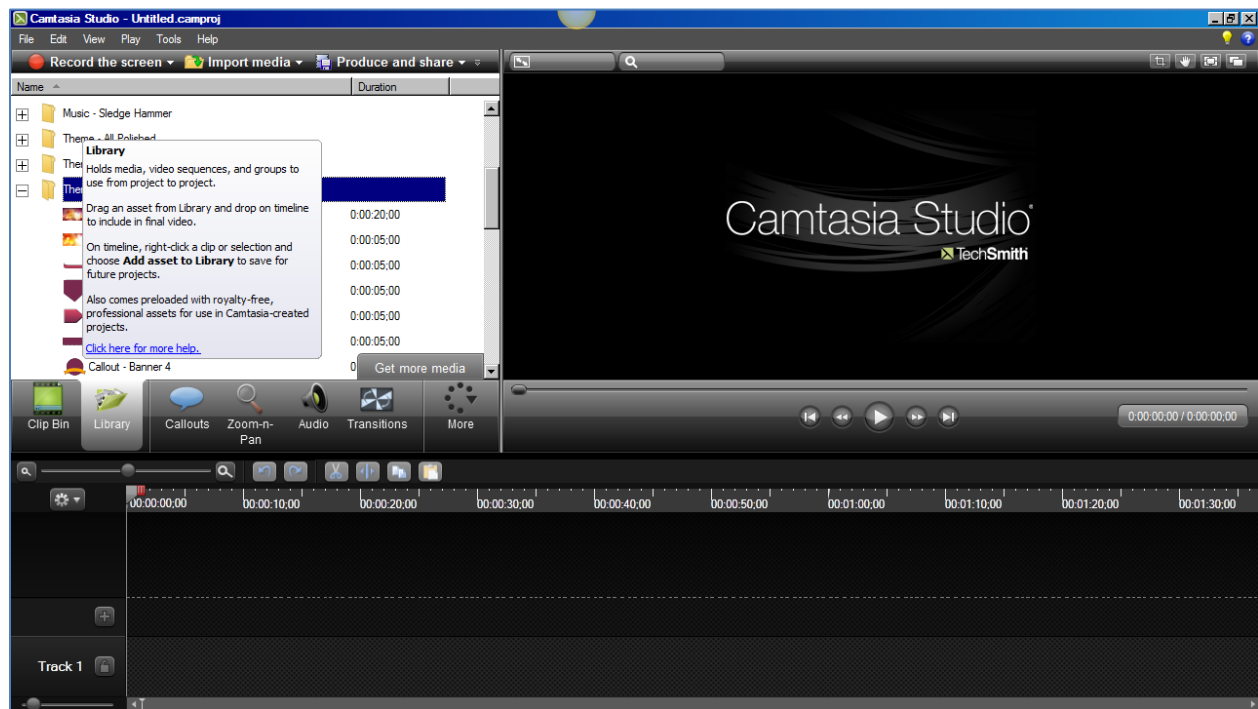 Camtasia Studio - Untitled.camproj
File Edit View Play Tools Help
Record the screen Import media Produce and share
Name Duration
Music - Sledge Hammer
Theme - All Polished
Library
Holds media, video sequences, and groups to
use from project to project.
Drag an asset from Library and drop on timeline
to include in final video.
On timeline, right-click a clip or selection and
choose Add asset to Library to save for
future projects.
Also comes preloaded with royalty-free,
professional assets for use in Camtasia-created
projects.
Click here for more help.
0:00:20;00
0:00:05;00
0:00:05;00
0:00:05;00
0:00:05;00
0:00:05;00
Callout - Banner 4
Get more media
Clip Bin Library Callouts Zoom-n-Pan Audio Transitions More
Camtasia Studio®
TechSmith
0:00:00;00 / 0:00:00;00
00:00:00;00 00:00:10;00 00:00:20;00 00:00:30;00 00:00:40;00 00:00:50;00 00:01:00;00 00:01:10;00 00:01:20;00 00:01:30;00
Track 1